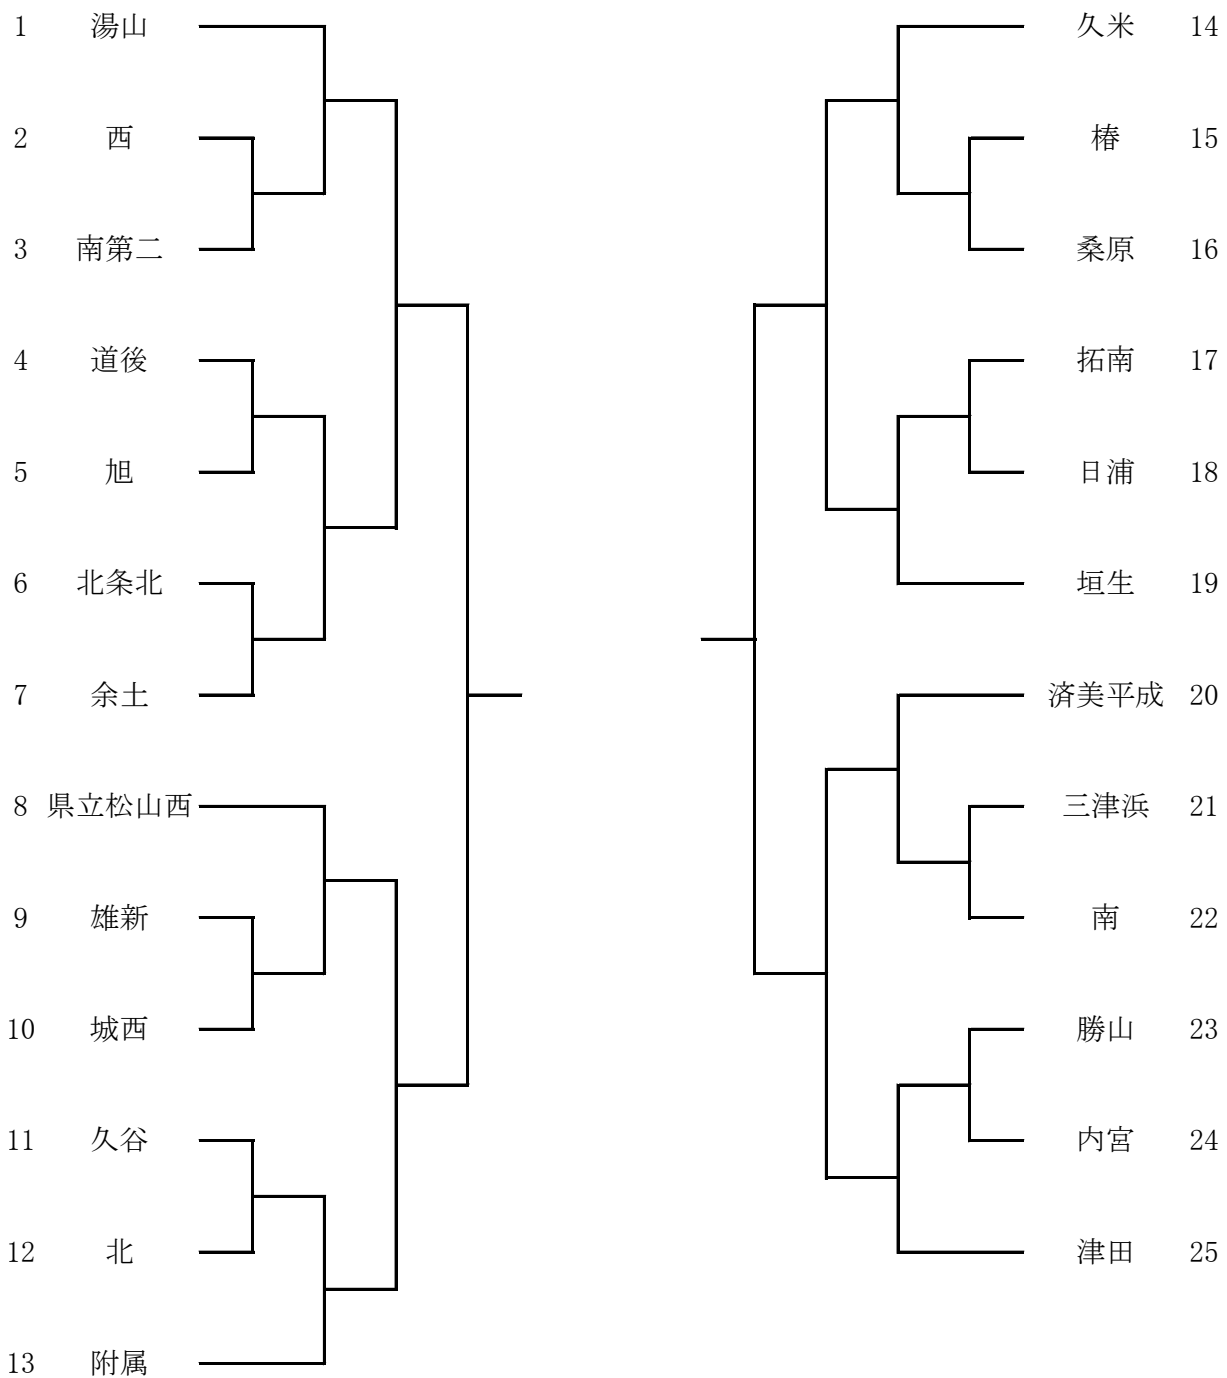 1 湯山
2 西
3 南第二
4 道後
5 旭
6 北条北
7 余土
8 県立松山西
9 雄新
10 城西
11 久谷
12 北
13 附属
久米 14
椿 15
桑原 16
拓南 17
日浦 18
垣生 19
済美平成 20
三津浜 21
南 22
勝山 23
内宮 24
津田 25